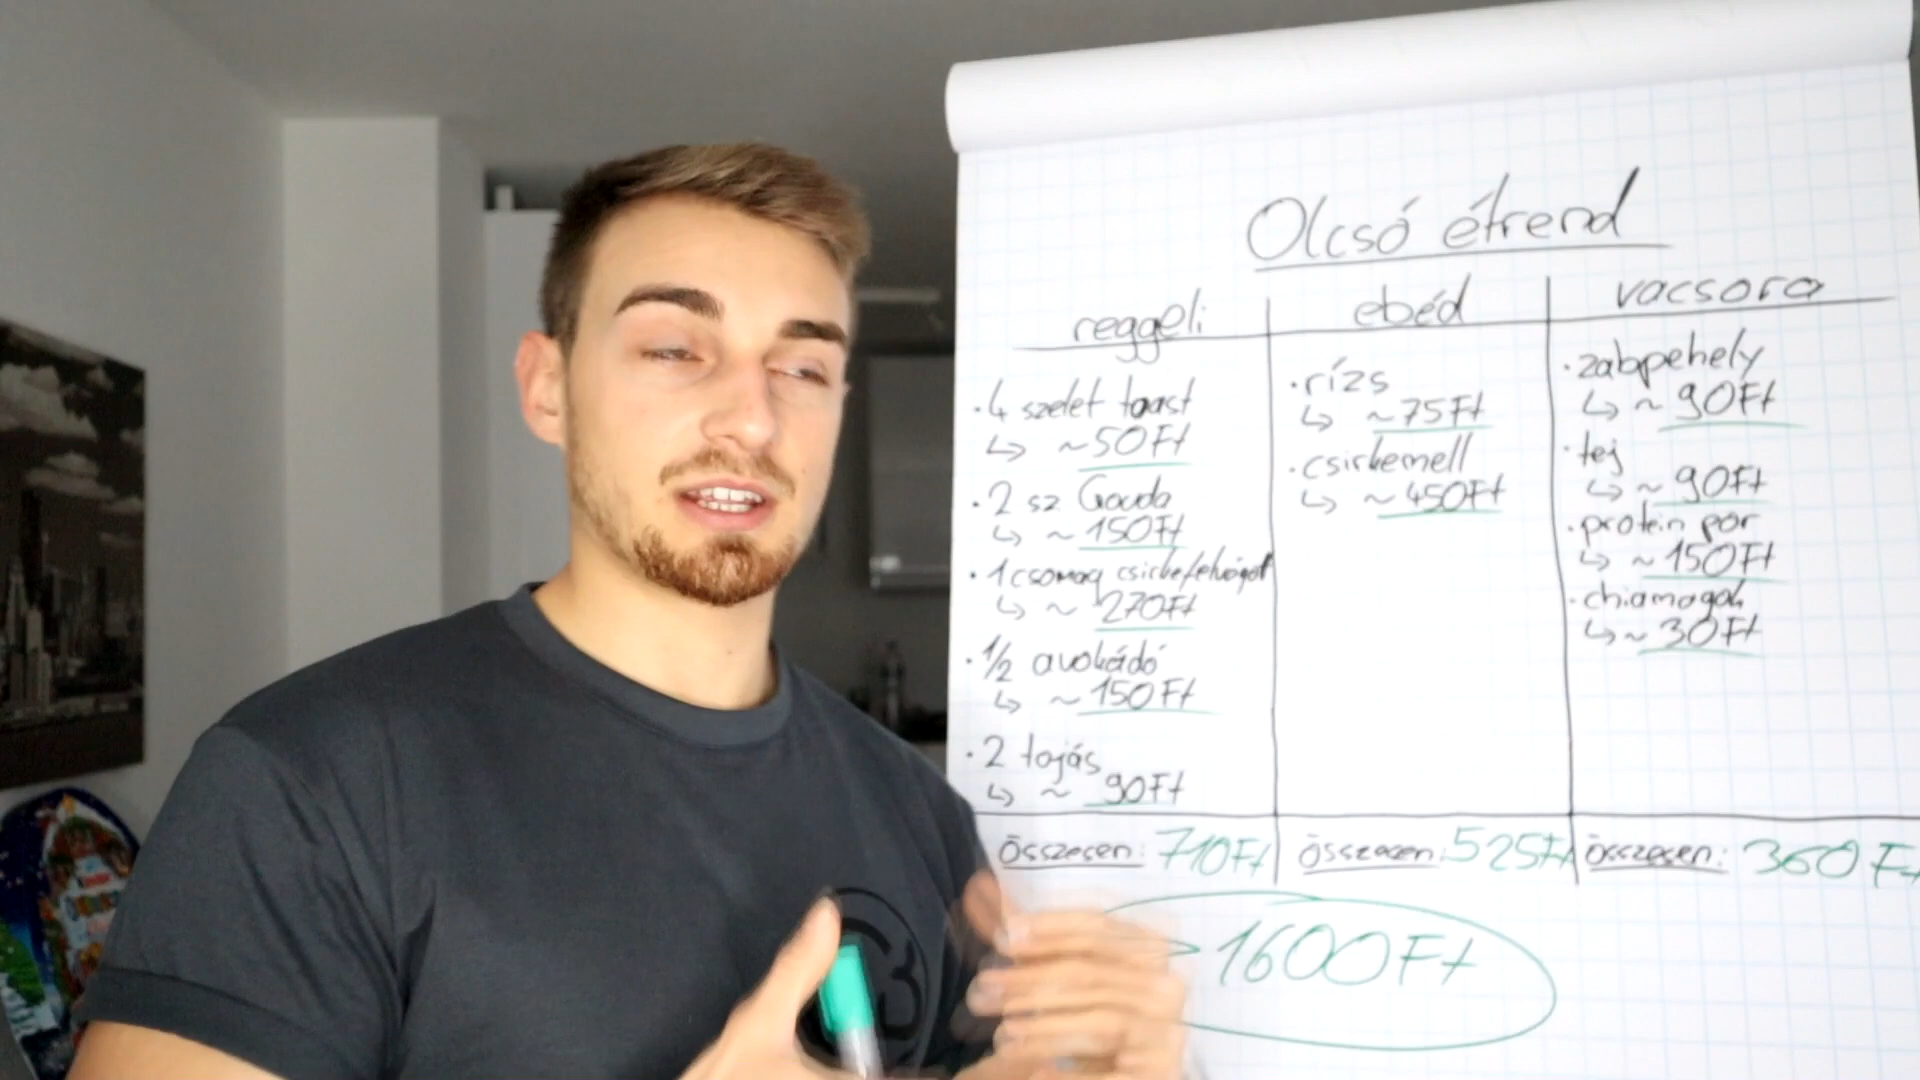 Olcsó étrend
reggeli
· 4 szelet toast
↳ ~50Ft
· 2 sz Gouda
↳ ~150Ft
· 1 csomag csirkefelvágott
↳ ~270Ft
· 1/2 avokádó
↳ ~150Ft
· 2 tojás
↳ ~90Ft
összesen: 710Ft
ebéd
· rízs
↳ ~75Ft
· csirkemell
↳ ~450Ft
összesen: 525Ft
vacsora
· zabpehely
↳ ~90Ft
· tej
↳ ~90Ft
· protein por
↳ ~150Ft
· chiamagok
↳ ~30Ft
összesen: 360Ft
1600Ft